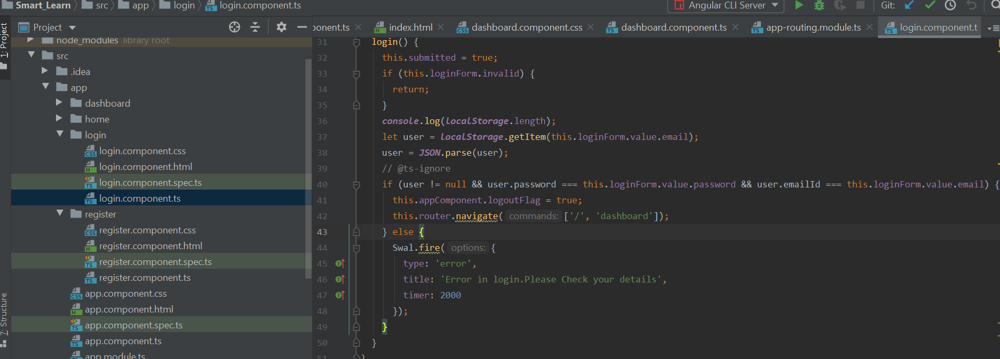 Smart_Learn src app login login.component.ts
Angular CLI Server Git:
1: Project
7: Structure
Project
node_modules library root
src
.idea
app
dashboard
home
login
login.component.css
login.component.html
login.component.spec.ts
login.component.ts
register
register.component.css
register.component.html
register.component.spec.ts
register.component.ts
app.component.css
app.component.html
app.component.spec.ts
app.component.ts
app.module.ts
ponent.ts index.html dashboard.component.css dashboard.component.ts app-routing.module.ts login.component.t
31 login() {
32 this.submitted = true;
33 if (this.loginForm.invalid) {
34 return;
35 }
36 console.log(localStorage.length);
37 let user = localStorage.getItem(this.loginForm.value.email);
38 user = JSON.parse(user);
39 // @ts-ignore
40 if (user != null && user.password === this.loginForm.value.password && user.emailId === this.loginForm.value.email) {
41 this.appComponent.logoutFlag = true;
42 this.router.navigate( commands: ['/', 'dashboard']);
43 } else {
44 Swal.fire( options: {
45 type: 'error',
46 title: 'Error in login.Please Check your details',
47 timer: 2000
48 });
49 }
50 }
51 }